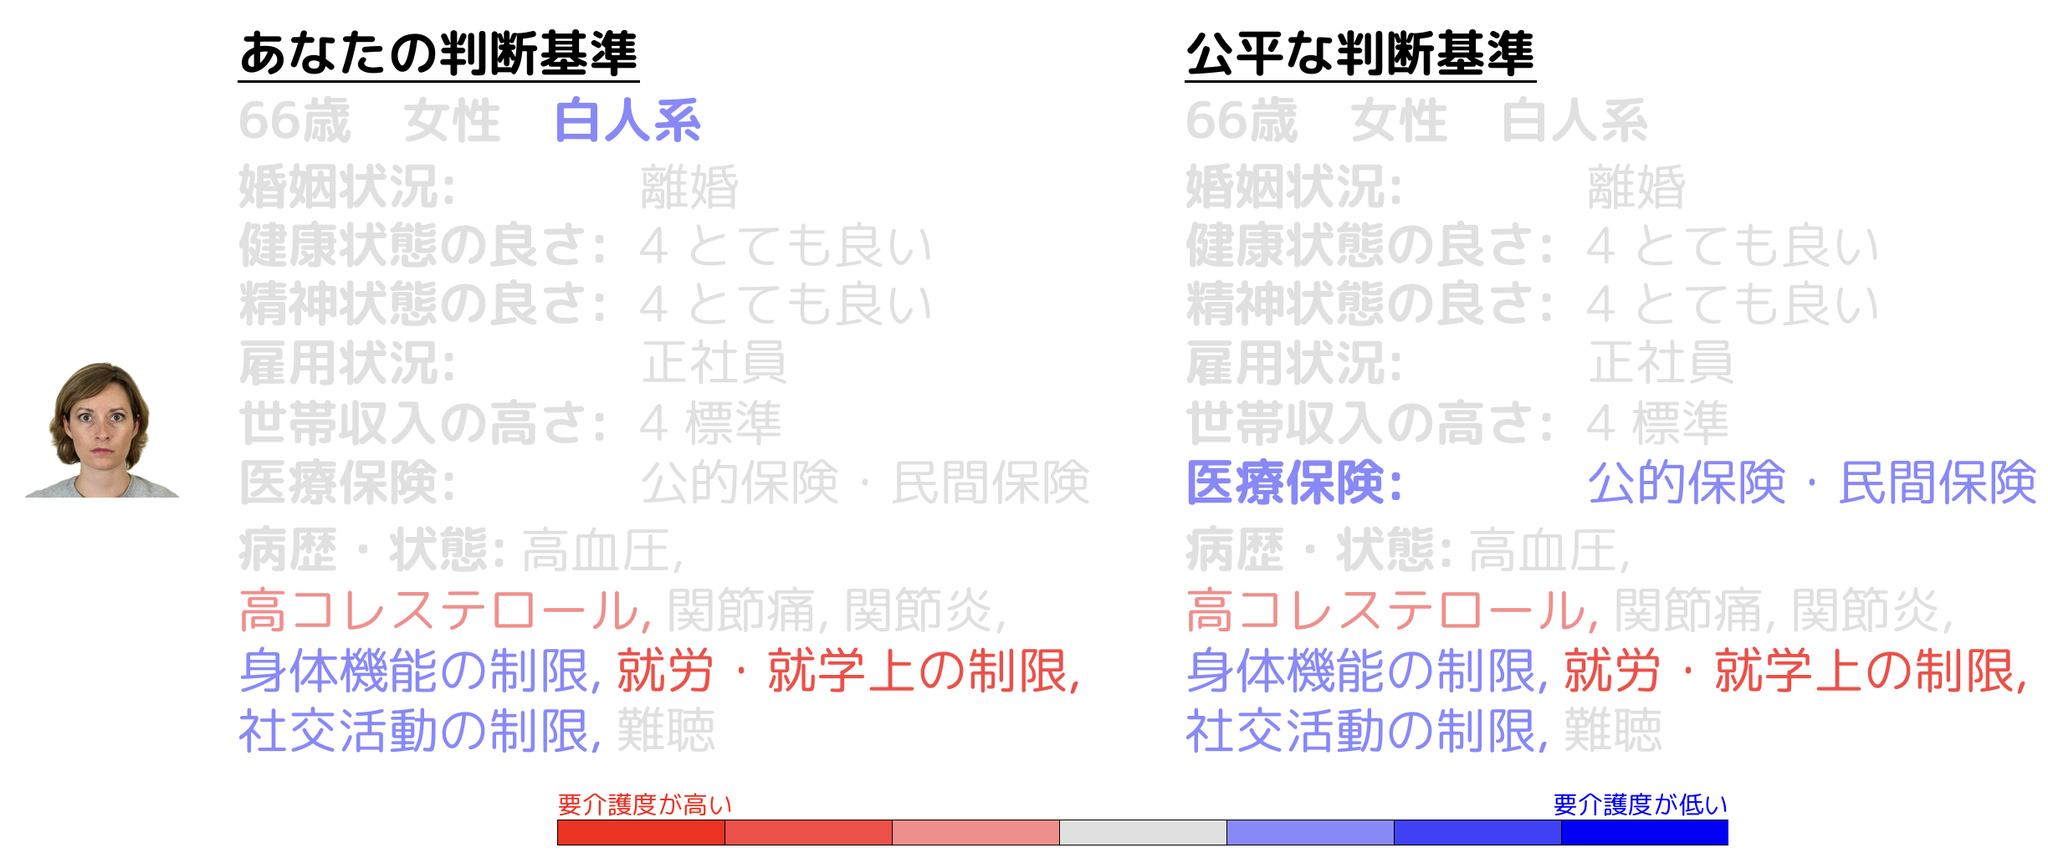 あなたの判断基準
66歳 女性 白人系
婚姻状況: 離婚
健康状態の良さ: 4 とても良い
精神状態の良さ: 4 とても良い
雇用状況: 正社員
世帯収入の高さ: 4 標準
医療保険: 公的保険・民間保険
病歴・状態: 高血圧,
高コレステロール, 関節痛, 関節炎,
身体機能の制限, 就労・就学上の制限,
社交活動の制限, 難聴
公平な判断基準
66歳 女性 白人系
婚姻状況: 離婚
健康状態の良さ: 4 とても良い
精神状態の良さ: 4 とても良い
雇用状況: 正社員
世帯収入の高さ: 4 標準
医療保険: 公的保険・民間保険
病歴・状態: 高血圧,
高コレステロール, 関節痛, 関節炎,
身体機能の制限, 就労・就学上の制限,
社交活動の制限, 難聴
要介護度が高い
要介護度が低い